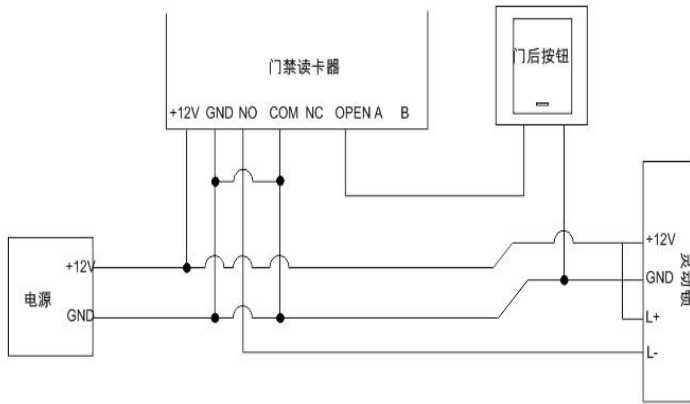 门禁读卡器
门后按钮
+12V GND NO COM NC OPEN A B
+12V
电源
GND
+12V
GND
L+
L-